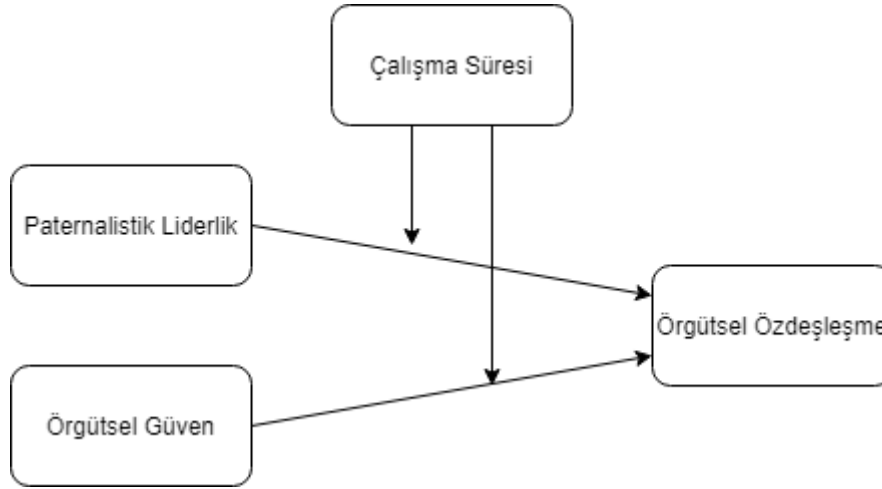 Çalışma Süresi
Paternalistik Liderlik
Örgütsel Özdeşleşme
Örgütsel Güven